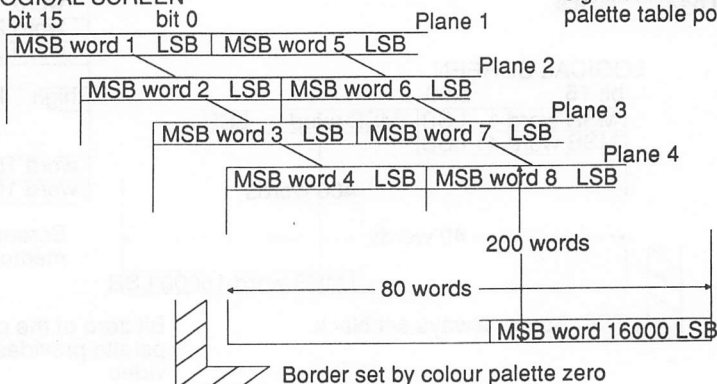 LOGICAL SCREEN
bit 15 bit 0 Plane 1
palette table po
MSB word 1 LSB MSB word 5 LSB
Plane 2
MSB word 2 LSB MSB word 6 LSB
Plane 3
MSB word 3 LSB MSB word 7 LSB
Plane 4
MSB word 4 LSB MSB word 8 LSB
200 words
80 words
MSB word 16000 LSB
Border set by colour palette zero